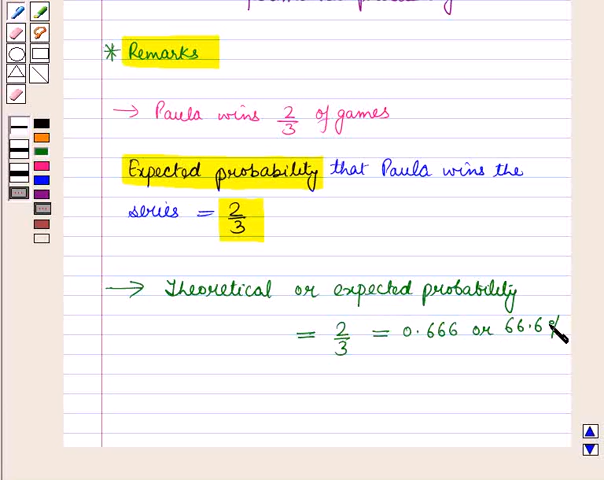 * Remarks
→ Paula wins 2/3 of games
Expected probability that Paula wins the
series = 2/3
→ Theoretical or expected probability
= 2/3 = 0.666 or 66.6%